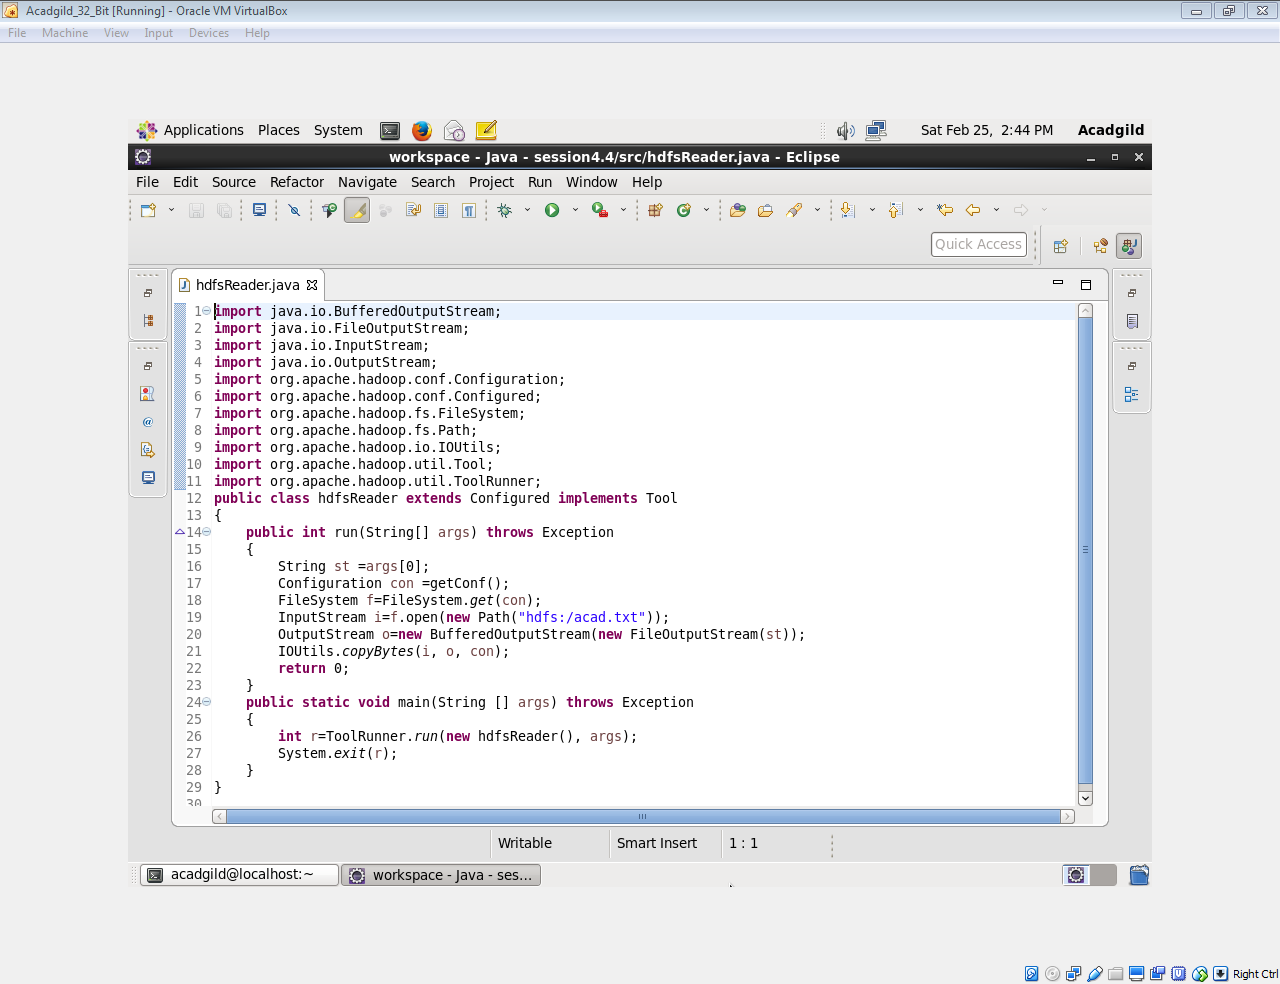 Acadgild_32_Bit [Running] - Oracle VM VirtualBox
File Machine View Input Devices Help
Applications Places System Sat Feb 25, 2:44 PM Acadgild
workspace - Java - session4.4/src/hdfsReader.java - Eclipse
File Edit Source Refactor Navigate Search Project Run Window Help
Quick Access
hdfsReader.java
1 import java.io.BufferedOutputStream;
2 import java.io.FileOutputStream;
3 import java.io.InputStream;
4 import java.io.OutputStream;
5 import org.apache.hadoop.conf.Configuration;
6 import org.apache.hadoop.conf.Configured;
7 import org.apache.hadoop.fs.FileSystem;
8 import org.apache.hadoop.fs.Path;
9 import org.apache.hadoop.io.IOUtils;
10 import org.apache.hadoop.util.Tool;
11 import org.apache.hadoop.util.ToolRunner;
12 public class hdfsReader extends Configured implements Tool
13 {
14     public int run(String[] args) throws Exception
15     {
16         String st =args[0];
17         Configuration con =getConf();
18         FileSystem f=FileSystem.get(con);
19         InputStream i=f.open(new Path("hdfs:/acad.txt"));
20         OutputStream o=new BufferedOutputStream(new FileOutputStream(st));
21         IOUtils.copyBytes(i, o, con);
22         return 0;
23     }
24     public static void main(String [] args) throws Exception
25     {
26         int r=ToolRunner.run(new hdfsReader(), args);
27         System.exit(r);
28     }
29 }
30
Writable Smart Insert 1 : 1
acadgild@localhost:~ workspace - Java - ses...
Right Ctrl